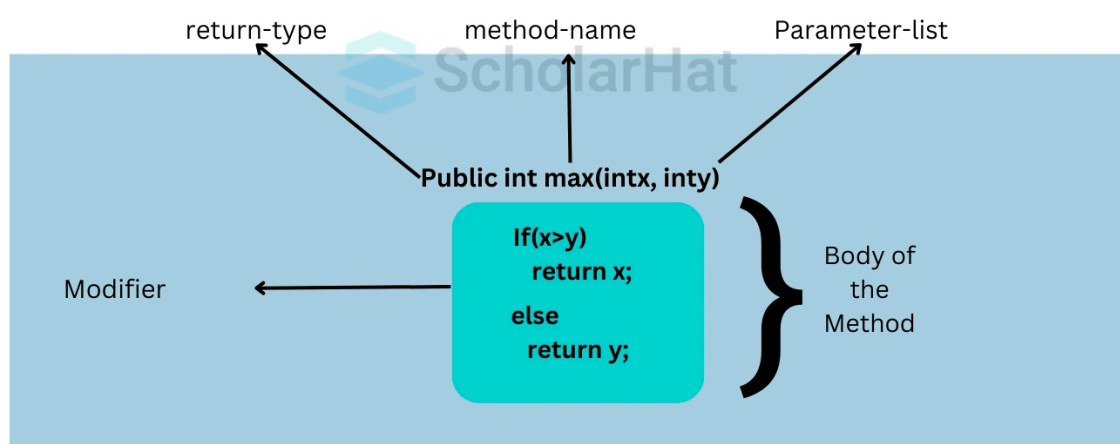 return-type method-name Parameter-list
ScholarHat
Public int max(intx, inty)
If(x>y)
return x;
else
return y;
Modifier
Body of
the
Method